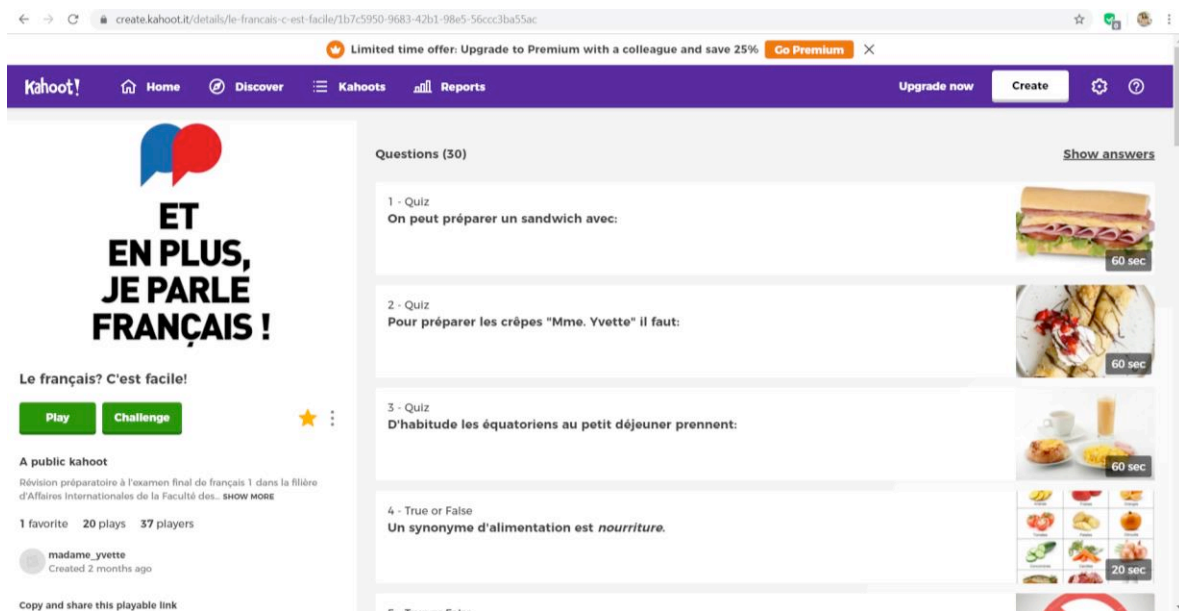 create.kahoot.it/details/le-francais-c-est-facile/1b7c5950-9683-42b1-98e5-56ccc3ba55ac
Limited time offer: Upgrade to Premium with a colleague and save 25% Go Premium
Kahoot! Home Discover Kahoots Reports Upgrade now Create
ET
EN PLUS,
JE PARLE
FRANÇAIS !
Le français? C'est facile!
Play Challenge
A public kahoot
Révision préparatoire à l'examen final de français 1 dans la filière
d'Affaires Internationales de la Faculté des... SHOW MORE
1 favorite 20 plays 37 players
madame_yvette
Created 2 months ago
Copy and share this playable link
Questions (30) Show answers
1 - Quiz
On peut préparer un sandwich avec:
60 sec
2 - Quiz
Pour préparer les crêpes "Mme. Yvette" il faut:
60 sec
3 - Quiz
D'habitude les équatoriens au petit déjeuner prennent:
60 sec
4 - True or False
Un synonyme d'alimentation est nourriture.
20 sec